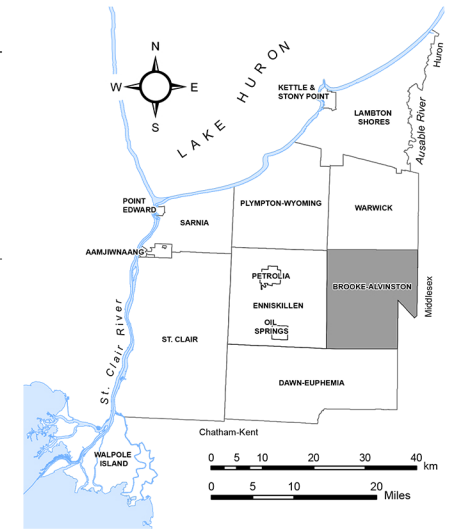 N
W
E
S
LAKE HURON
KETTLE &
STONY POINT
Huron
LAMBTON
SHORES
Ausable River
POINT
EDWARD
SARNIA
PLYMPTON-WYOMING
WARWICK
AAMJIWNAANG
PETROLIA
BROOKE-ALVINSTON
Middlesex
ENNISKILLEN
OIL
SPRINGS
St. Clair River
ST. CLAIR
DAWN-EUPHEMIA
Chatham-Kent
WALPOLE
ISLAND
0 5 10 20 30 40 km
0 5 10 20 Miles